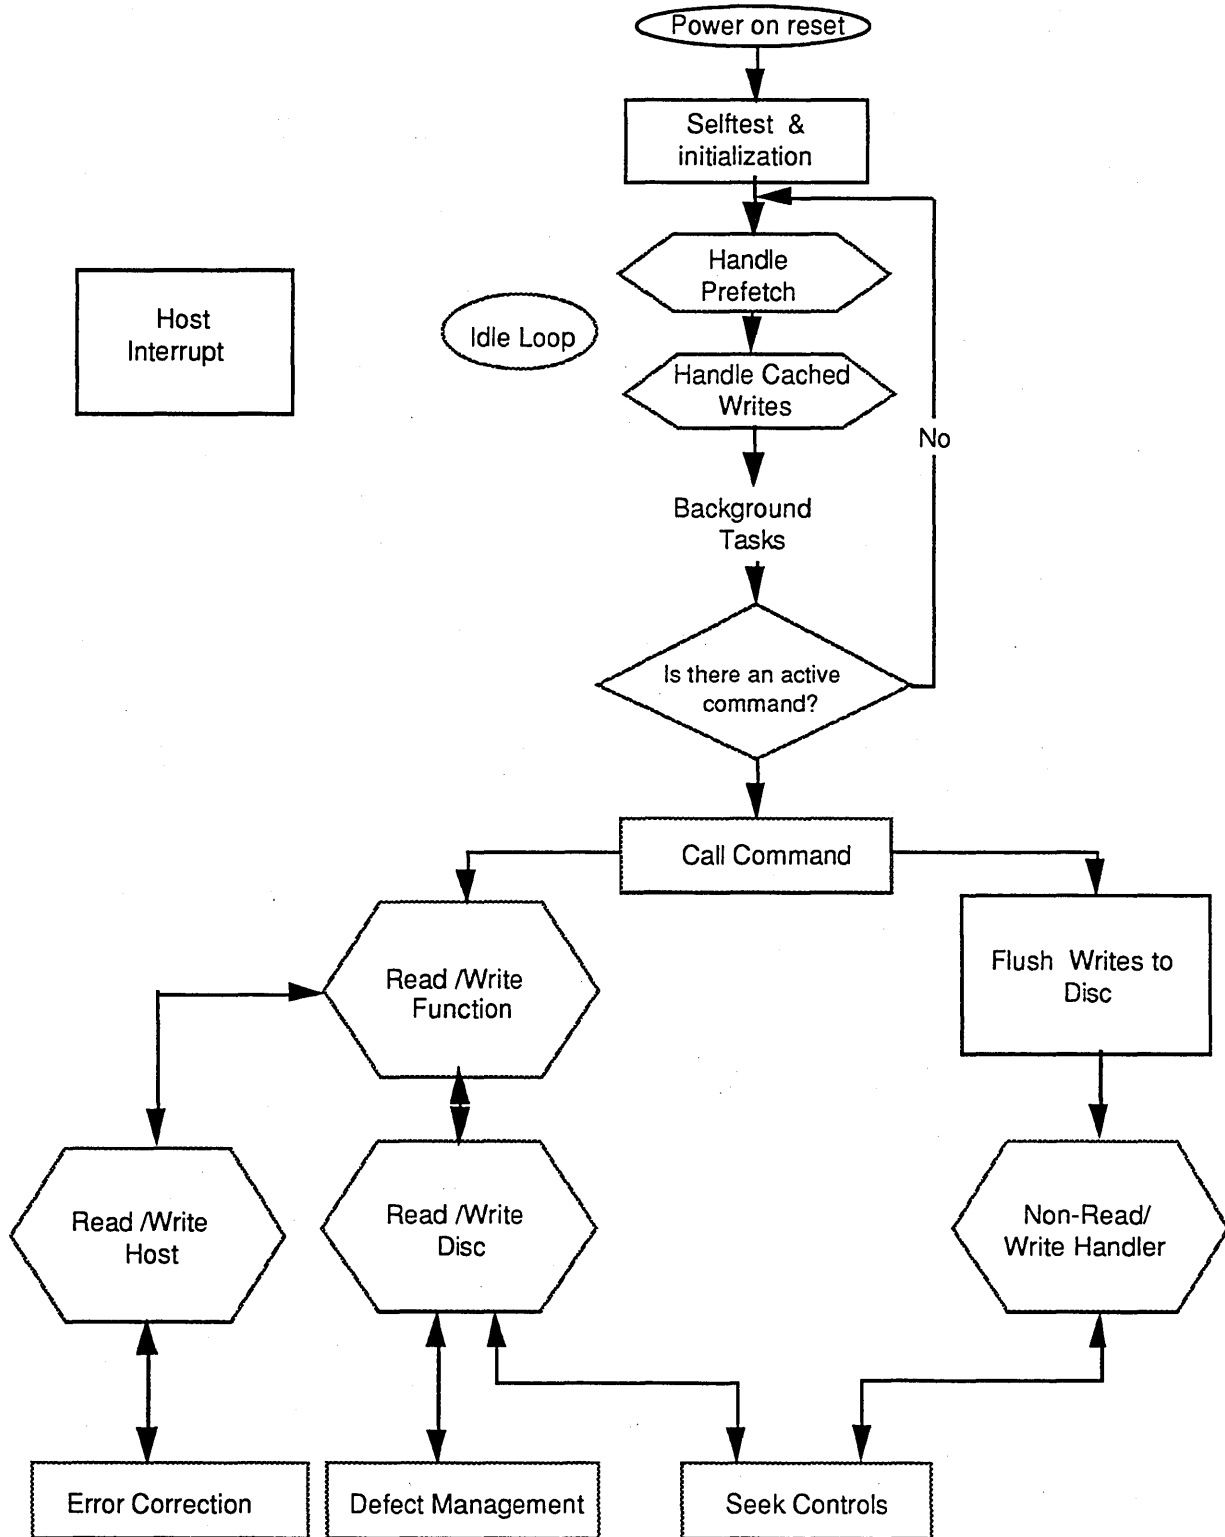 Power on reset
Selftest &
initialization
Handle
Prefetch
Host
Interrupt
Idle Loop
Handle Cached
Writes
No
Background
Tasks
Is there an active
command?
Call Command
Read /Write
Function
Flush Writes to
Disc
Read /Write
Host
Read /Write
Disc
Non-Read/
Write Handler
Error Correction
Defect Management
Seek Controls